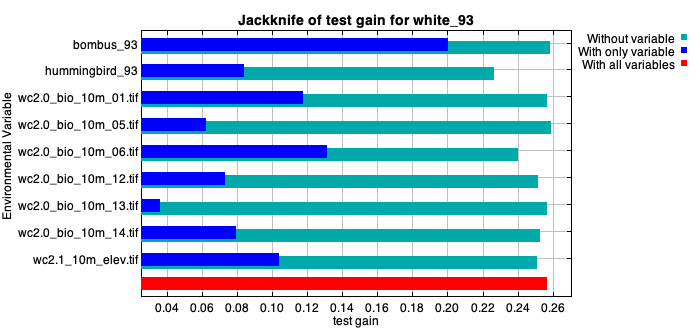 Jackknife of test gain for white_93
Without variable
With only variable
With all variables
Environmental Variable
bombus_93
hummingbird_93
wc2.0_bio_10m_01.tif
wc2.0_bio_10m_05.tif
wc2.0_bio_10m_06.tif
wc2.0_bio_10m_12.tif
wc2.0_bio_10m_13.tif
wc2.0_bio_10m_14.tif
wc2.1_10m_elev.tif
0.04 0.06 0.08 0.10 0.12 0.14 0.16 0.18 0.20 0.22 0.24 0.26
test gain